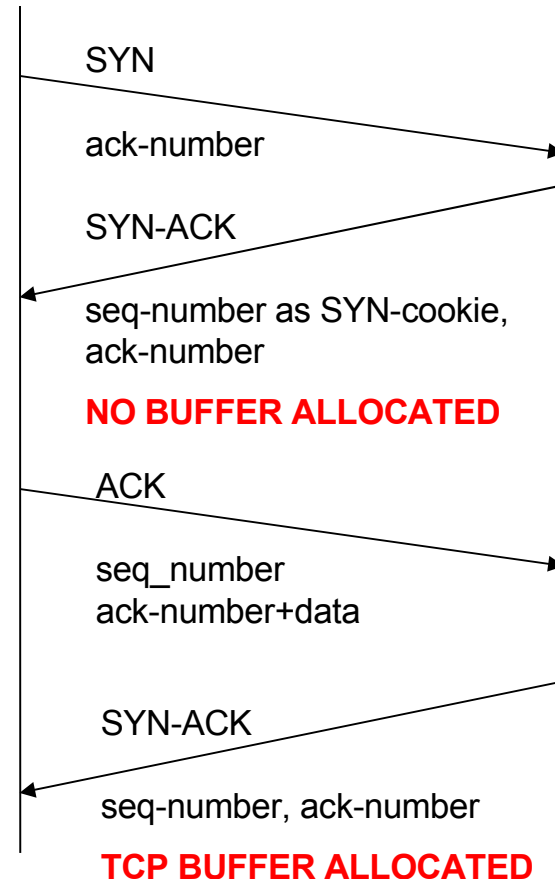 SYN
ack-number
SYN-ACK
seq-number as SYN-cookie,
ack-number
NO BUFFER ALLOCATED
ACK
seq_number
ack-number+data
SYN-ACK
seq-number, ack-number
TCP BUFFER ALLOCATED